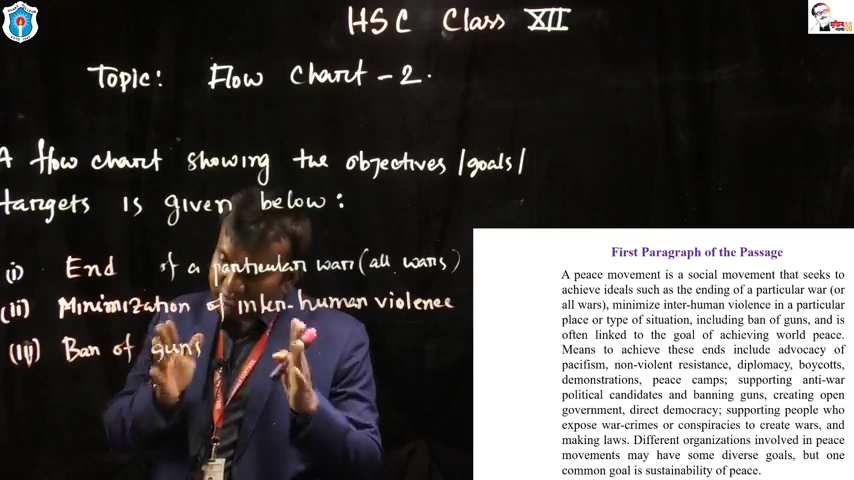 HSC Class XII
Topic: Flow Chart - 2.
A flow chart showing the objectives/goals/
targets is given below:
(i) End of a particular war (all wars)
(ii) Minimization of inter-human violence
Ban of guns
First Paragraph of the Passage
A peace movement is a social movement that seeks to
achieve ideals such as the ending of a particular war (or
all wars), minimize inter-human violence in a particular
place or type of situation, including ban of guns, and is
often linked to the goal of achieving world peace.
Means to achieve these ends include advocacy of
pacifism, non-violent resistance, diplomacy, boycotts,
demonstrations, peace camps; supporting anti-war
political candidates and banning guns, creating open
government, direct democracy; supporting people who
expose war-crimes or conspiracies to create wars, and
making laws. Different organizations involved in peace
movements may have some diverse goals, but one
common goal is sustainability of peace.